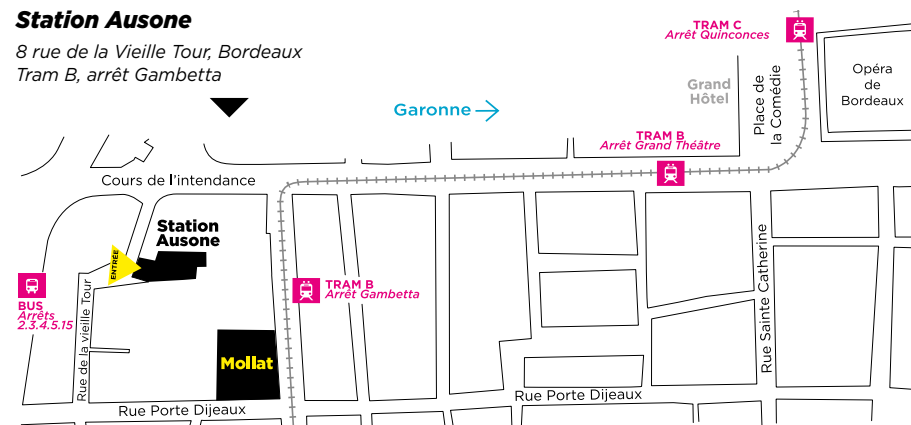 Station Ausone
8 rue de la Vieille Tour, Bordeaux
Tram B, arrêt Gambetta
TRAM C
Arrêt Quinconces
Opéra
de
Bordeaux
Grand
Hôtel
Place de
la Comédie
Garonne
TRAM B
Arrêt Grand Théâtre
Cours de l'intendance
Station
Ausone
ENTRÉE
BUS
Arrêts
2.3.4.5.15
Rue de la vieille Tour
TRAM B
Arrêt Gambetta
Rue Sainte Catherine
Mollat
Rue Porte Dijeaux
Rue Porte Dijeaux